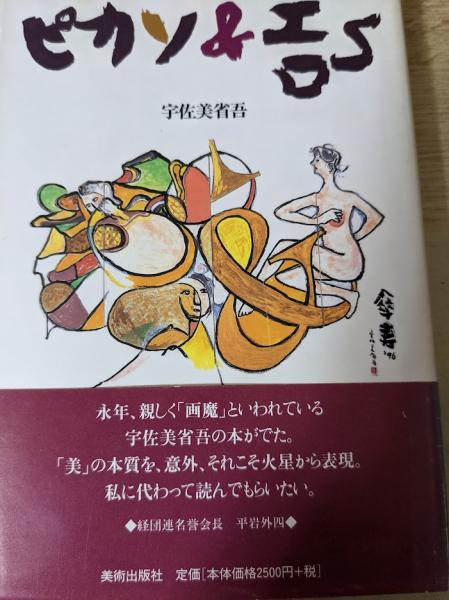 ピカソ&エロS
宇佐美省吾
'96
永年、親しく「画魔」といわれている
宇佐美省吾の本がでた。
「美」の本質を、意外、それこそ火星から表現。
私に代わって読んでもらいたい。
◆経団連名誉会長 平岩外四◆
美術出版社 定価[本体価格2500円+税]